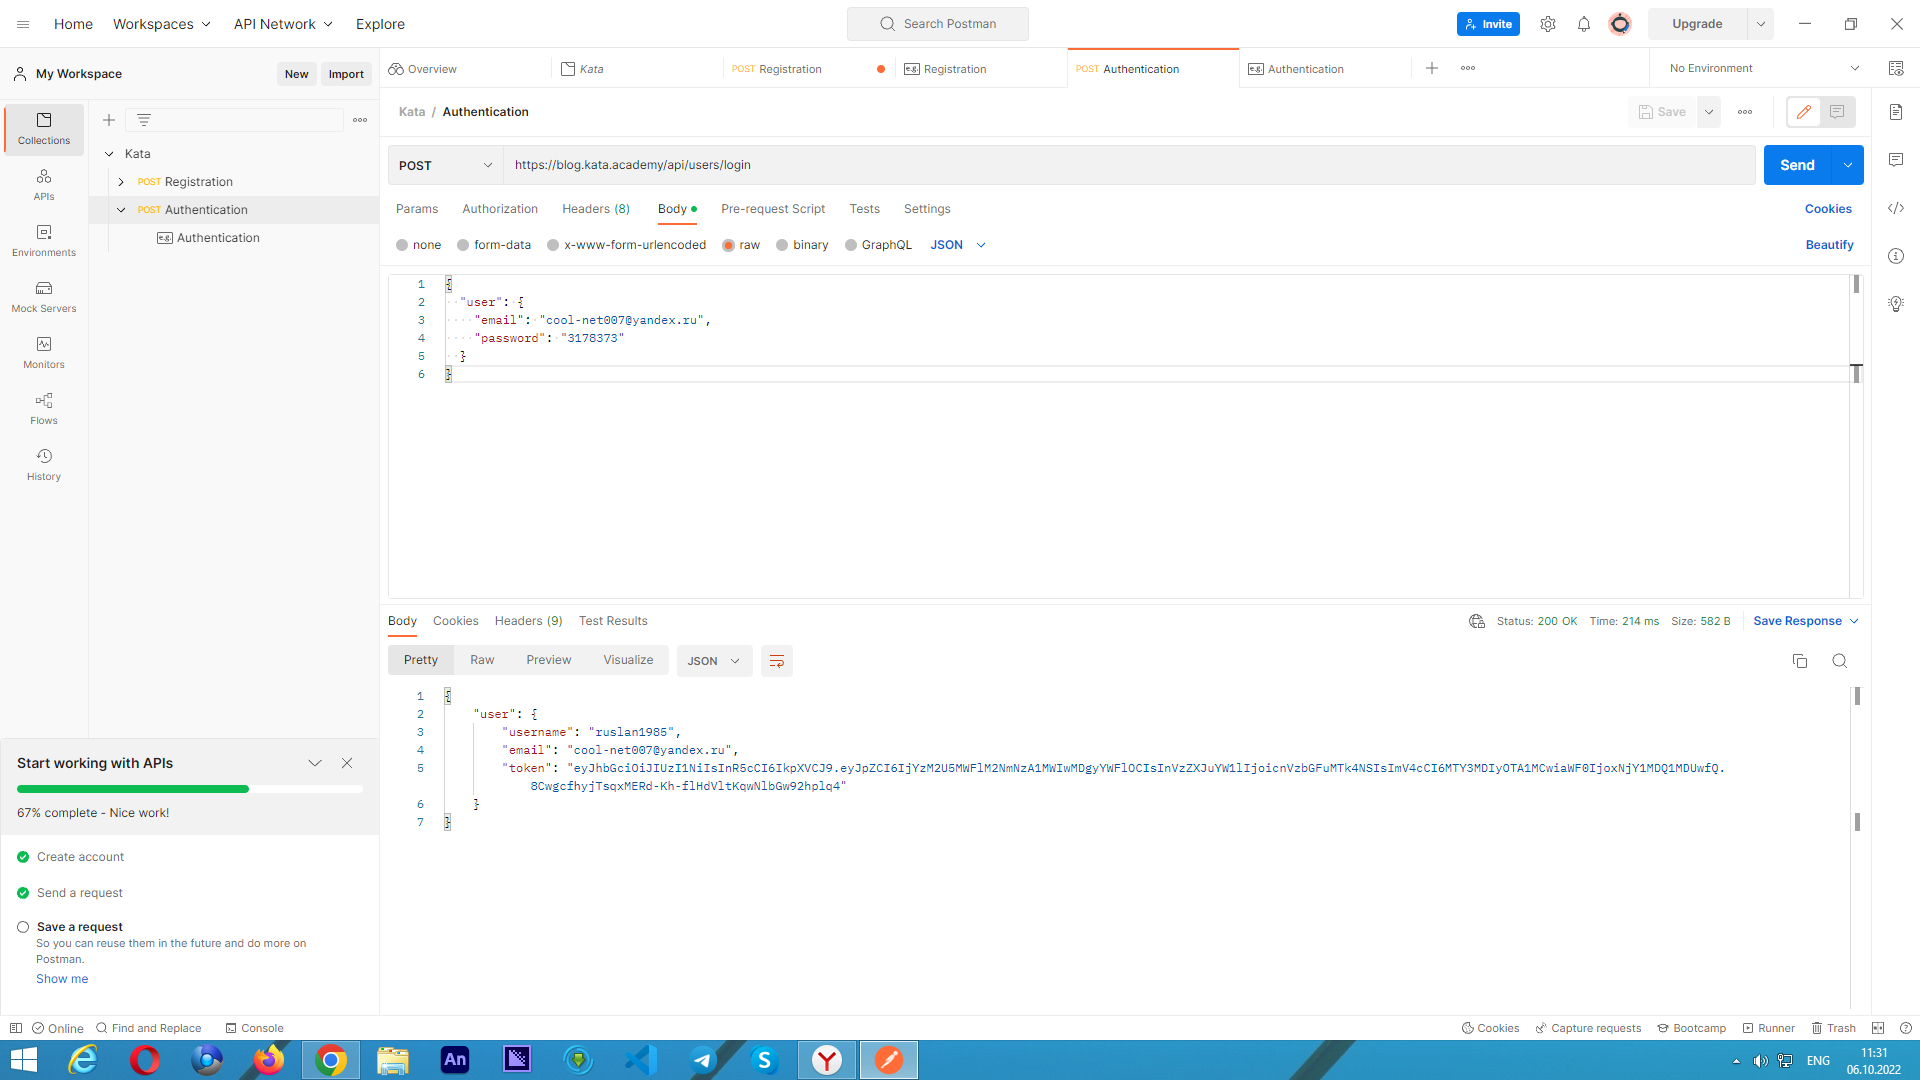 Home Workspaces API Network Explore Search Postman Invite Upgrade
My Workspace New Import Overview Kata POST Registration e.g. Registration POST Authentication e.g. Authentication No Environment
Kata / Authentication Save
Collections
APIs
Environments
Mock Servers
Monitors
Flows
History
Kata
POST Registration
POST Authentication
e.g. Authentication
POST https://blog.kata.academy/api/users/login Send
Params Authorization Headers (8) Body Pre-request Script Tests Settings Cookies
none form-data x-www-form-urlencoded raw binary GraphQL JSON Beautify
1 {
2 "user": {
3 "email": "cool-net007@yandex.ru",
4 "password": "3178373"
5 }
6 }
Body Cookies Headers (9) Test Results Status: 200 OK Time: 214 ms Size: 582 B Save Response
Pretty Raw Preview Visualize JSON
1 {
2 "user": {
3 "username": "ruslan1985",
4 "email": "cool-net007@yandex.ru",
5 "token": "eyJhbGciOiJIUzI1NiIsInR5cCI6IkpXVCJ9.eyJpZCI6IjYzM2U5MWFlM2NmNzA1MWIwMDgyYWFlOCIsInVzZXJuYW1lIjoicnVzbGFuMTk4NSIsImV4cCI6MTY3MDIyOTA1MCwiaWF0IjoxNjY1MDQ1MDUwfQ.
8CwgcfhyjTsqxMERd-Kh-flHdVltKqwNlbGw92hplq4"
6 }
7 }
Start working with APIs
67% complete - Nice work!
Create account
Send a request
Save a request
So you can reuse them in the future and do more on
Postman.
Show me
Online Find and Replace Console Cookies Capture requests Bootcamp Runner Trash
An S Y ENG 11:31
06.10.2022